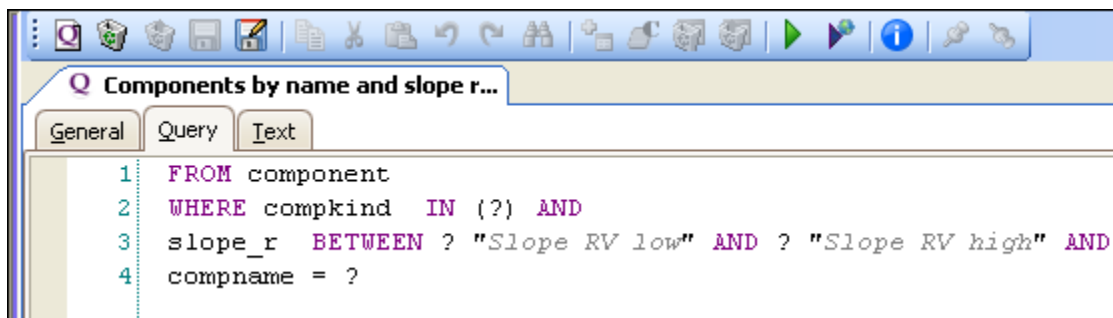 Q Components by name and slope r...
General Query Text
1 FROM component
2 WHERE compkind IN (?) AND
3 slope_r BETWEEN ? "Slope RV low" AND ? "Slope RV high" AND
4 compname = ?